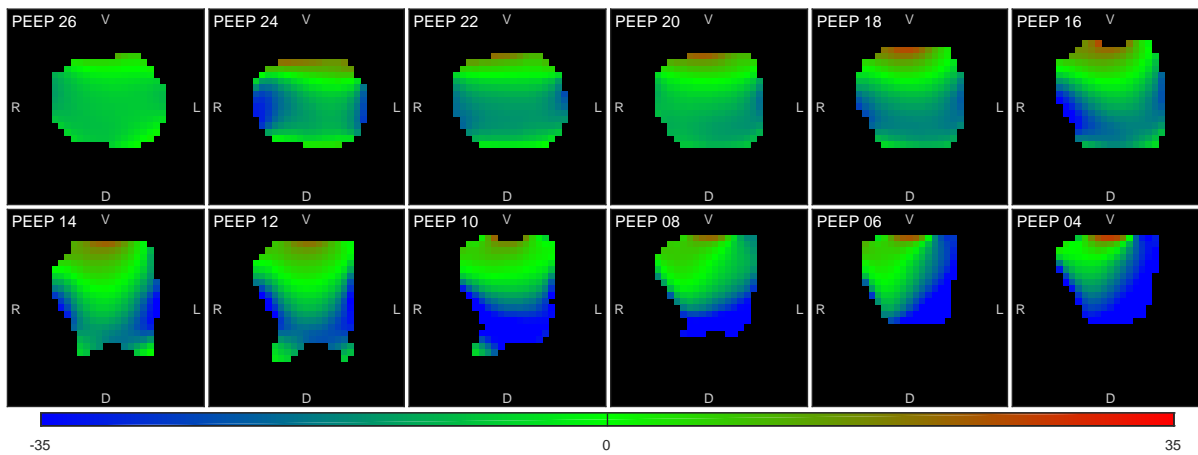 PEEP 26 V PEEP 24 V PEEP 22 V PEEP 20 V PEEP 18 V PEEP 16 V
R L R L R L R L R L R L
D D D D D D
PEEP 14 V PEEP 12 V PEEP 10 V PEEP 08 V PEEP 06 V PEEP 04 V
R L R L R L R L R L R L
D D D D D D
-35 0 35